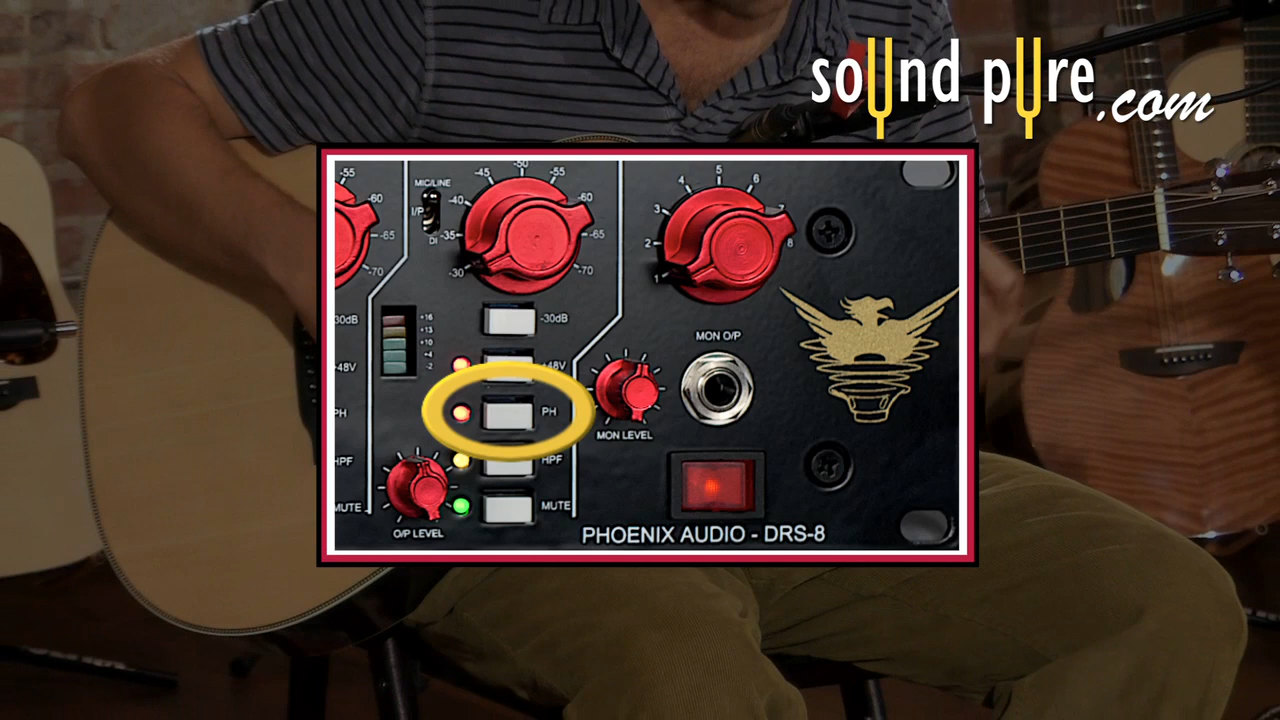 sound pure.com
-55
-60
-65
-70
MIC/LINE
I/P
DI
-30
-35
-40
-45
-50
-55
-60
-65
-70
1
2
3
4
5
6
7
8
30dB
+16
+13
+10
+4
-2
-30dB
48V
+48V
PH
PH
HPF
HPF
MUTE
MUTE
O/P LEVEL
MON LEVEL
MON O/P
PHOENIX AUDIO - DRS-8